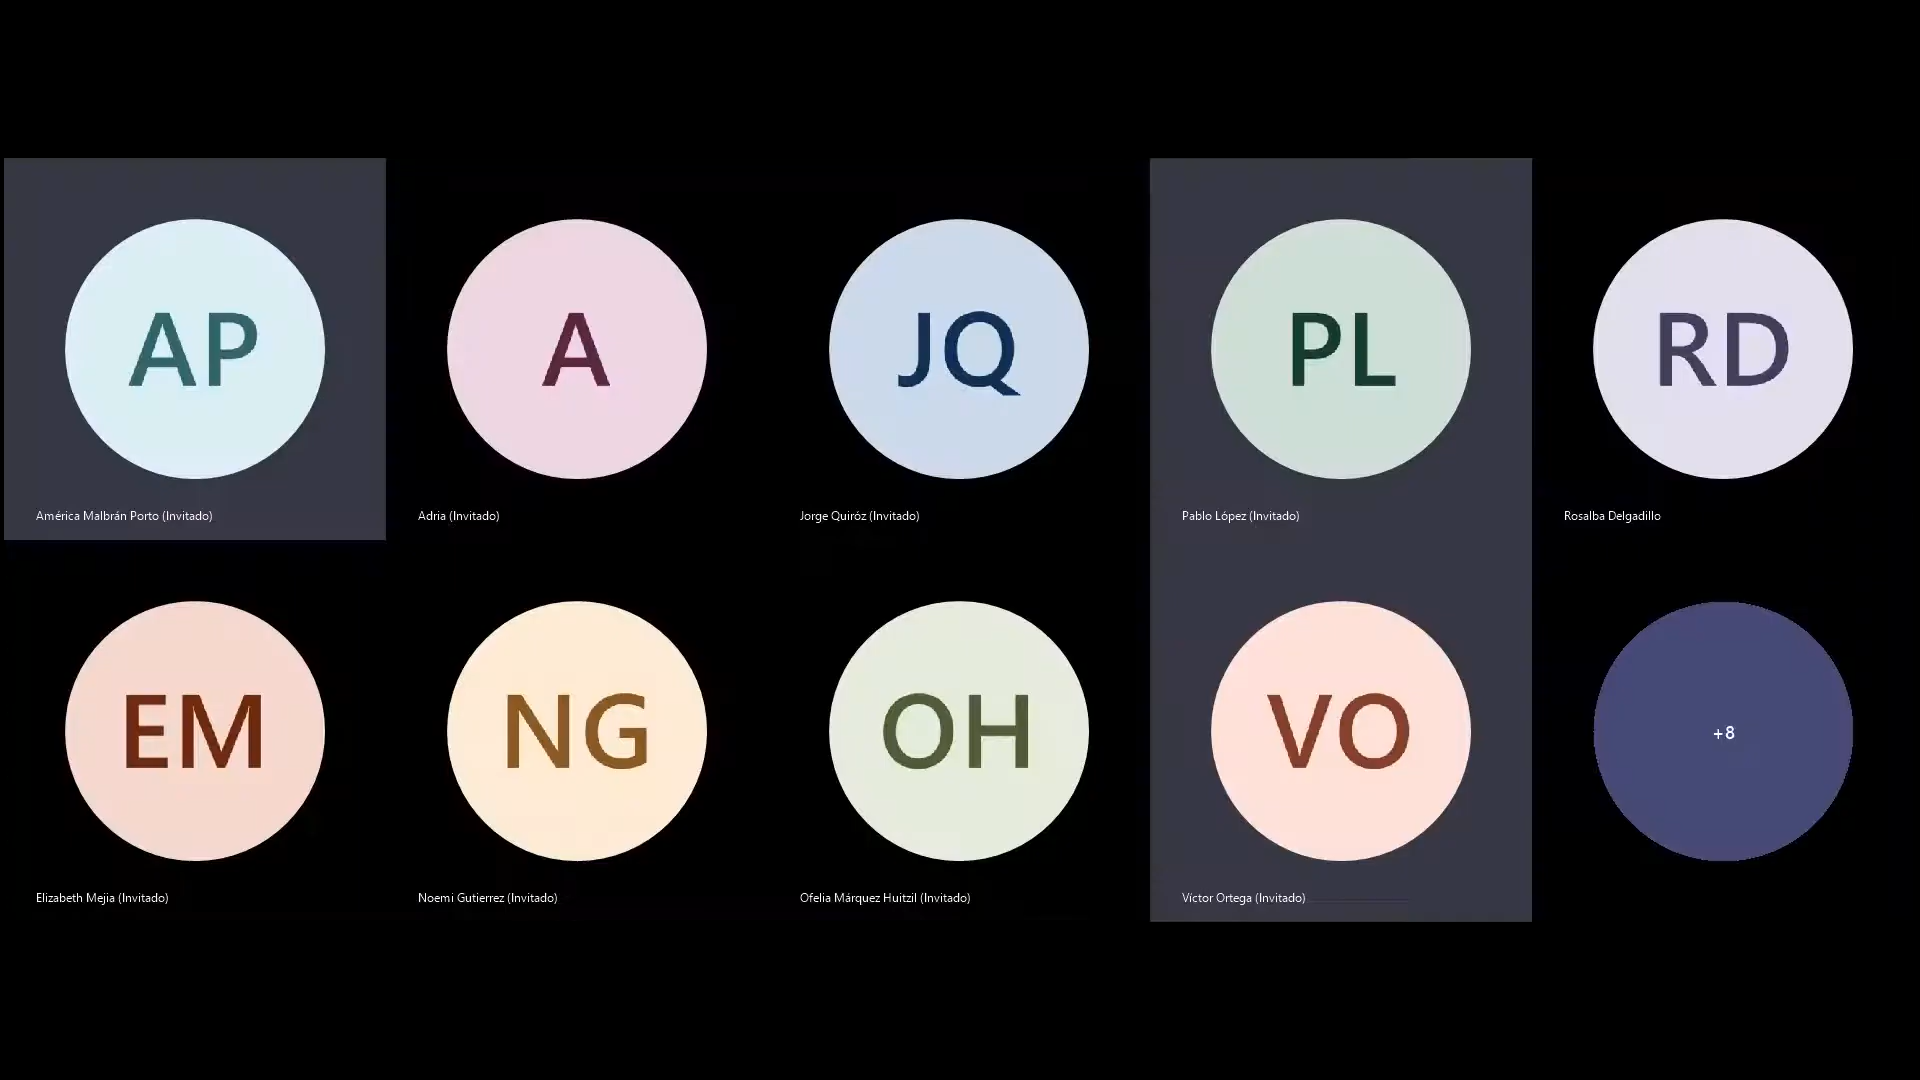 AP
A
JQ
PL
RD
América Malbrán Porto (Invitado)
Adria (Invitado)
Jorge Quiróz (Invitado)
Pablo López (Invitado)
Rosalba Delgadillo
EM
NG
OH
VO
+8
Elizabeth Mejia (Invitado)
Noemi Gutierrez (Invitado)
Ofelia Márquez Huitzil (Invitado)
Víctor Ortega (Invitado)